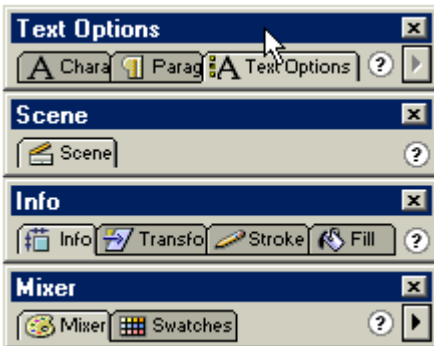 Text Options
A Chara ¶ Parag A Text Options ?
Scene
Scene ?
Info
Info Transfo Stroke Fill ?
Mixer
Mixer Swatches ?